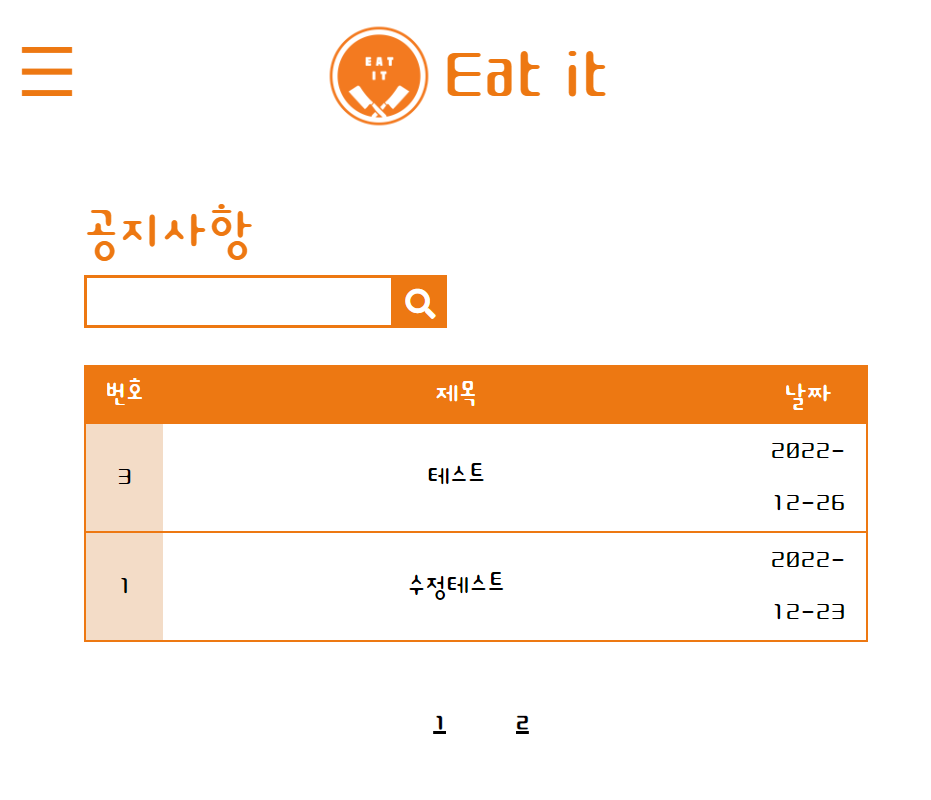 EAT
IT
Eat it
공지사항
번호 제목 날짜
3 테스트 2022-
12-26
1 수정테스트 2022-
12-23
1 2